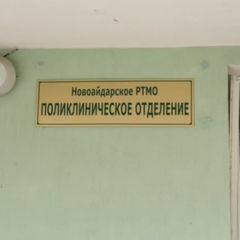 Новоайдарское РТМО
ПОЛИКЛИНИЧЕСКОЕ ОТДЕЛЕНИЕ